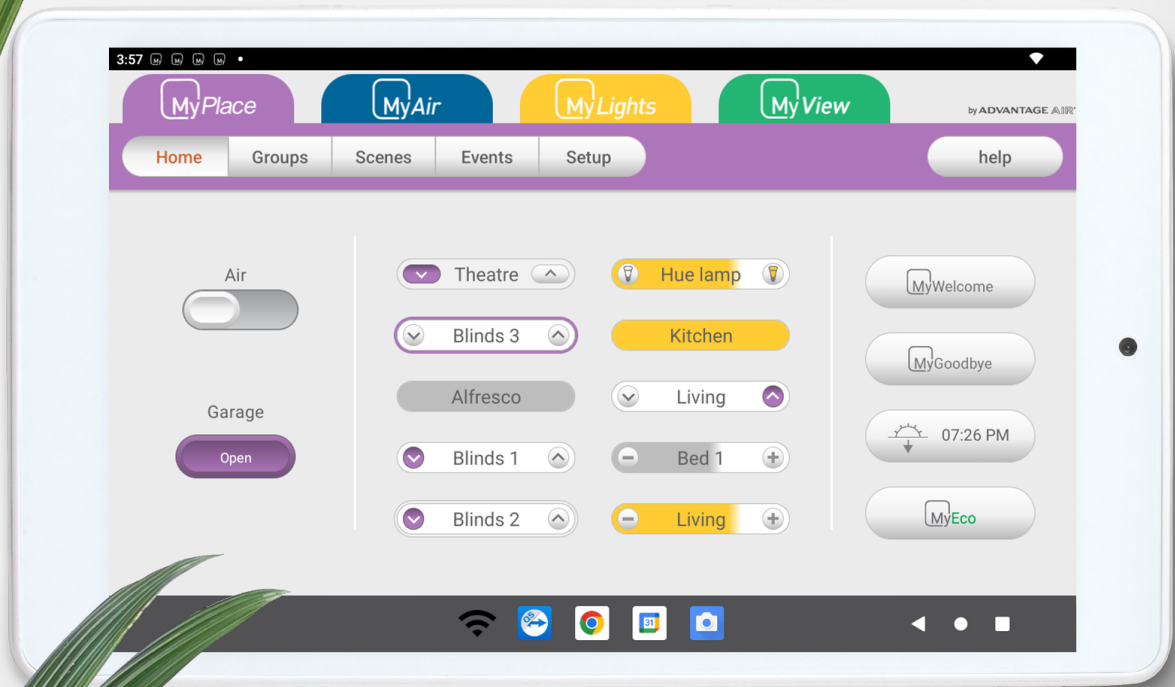 3:57
MyPlace
MyAir
MyLights
MyView
by ADVANTAGE AIR
Home
Groups
Scenes
Events
Setup
help
Air
Garage
Open
Theatre
Hue lamp
Blinds 3
Kitchen
Alfresco
Living
Blinds 1
Bed 1
Blinds 2
Living
MyWelcome
MyGoodbye
07:26 PM
MyEco
31